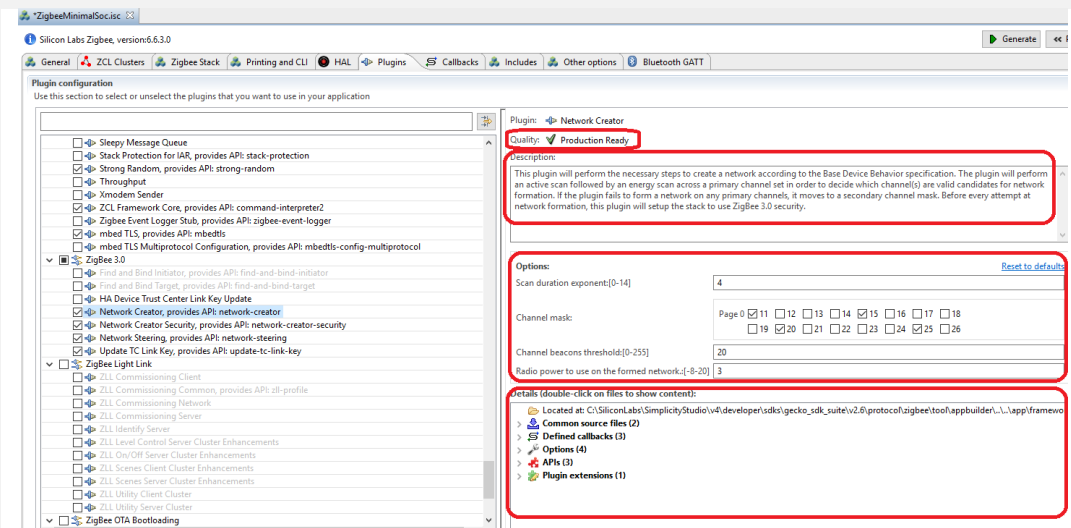 *ZigbeeMinimalSoc.isc
Silicon Labs Zigbee, version:6.6.3.0
Generate
General
ZCL Clusters
Zigbee Stack
Printing and CLI
HAL
Plugins
Callbacks
Includes
Other options
Bluetooth GATT
Plugin configuration
Use this section to select or unselect the plugins that you want to use in your application
Sleepy Message Queue
Stack Protection for IAR, provides API: stack-protection
Strong Random, provides API: strong-random
Throughput
Xmodem Sender
ZCL Framework Core, provides API: command-interpreter2
Zigbee Event Logger Stub, provides API: zigbee-event-logger
mbed TLS, provides API: mbedtls
mbed TLS Multiprotocol Configuration, provides API: mbedtls-config-multiprotocol
ZigBee 3.0
Find and Bind Initiator, provides API: find-and-bind-initiator
Find and Bind Target, provides API: find-and-bind-target
HA Device Trust Center Link Key Update
Network Creator, provides API: network-creator
Network Creator Security, provides API: network-creator-security
Network Steering, provides API: network-steering
Update TC Link Key, provides API: update-tc-link-key
ZigBee Light Link
ZLL Commissioning Client
ZLL Commissioning Common, provides API: zll-profile
ZLL Commissioning Network
ZLL Commissioning Server
ZLL Identify Server
ZLL Level Control Server Cluster Enhancements
ZLL On/Off Server Cluster Enhancements
ZLL Scenes Client Cluster Enhancements
ZLL Scenes Server Cluster Enhancements
ZLL Utility Client Cluster
ZLL Utility Server Cluster
ZigBee OTA Bootloading
Plugin: Network Creator
Quality: Production Ready
Description:
This plugin will perform the necessary steps to create a network according to the Base Device Behavior specification. The plugin will perform
an active scan followed by an energy scan across a primary channel set in order to decide which channel(s) are valid candidates for network
formation. If the plugin fails to form a network on any primary channels, it moves to a secondary channel mask. Before every attempt at
network formation, this plugin will setup the stack to use ZigBee 3.0 security.
Options:
Reset to defaults
Scan duration exponent:[0-14] 4
Channel mask:
Page 0 11 12 13 14 15 16 17 18
19 20 21 22 23 24 25 26
Channel beacons threshold:[0-255] 20
Radio power to use on the formed network.:[-8-20] 3
Details (double-click on files to show content):
Located at: C:\SiliconLabs\SimplicityStudio\v4\developer\sdks\gecko_sdk_suite\v2.6\protocol\zigbee\tool\appbuilder\..\..\app\framewo
Common source files (2)
Defined callbacks (3)
Options (4)
APIs (3)
Plugin extensions (1)